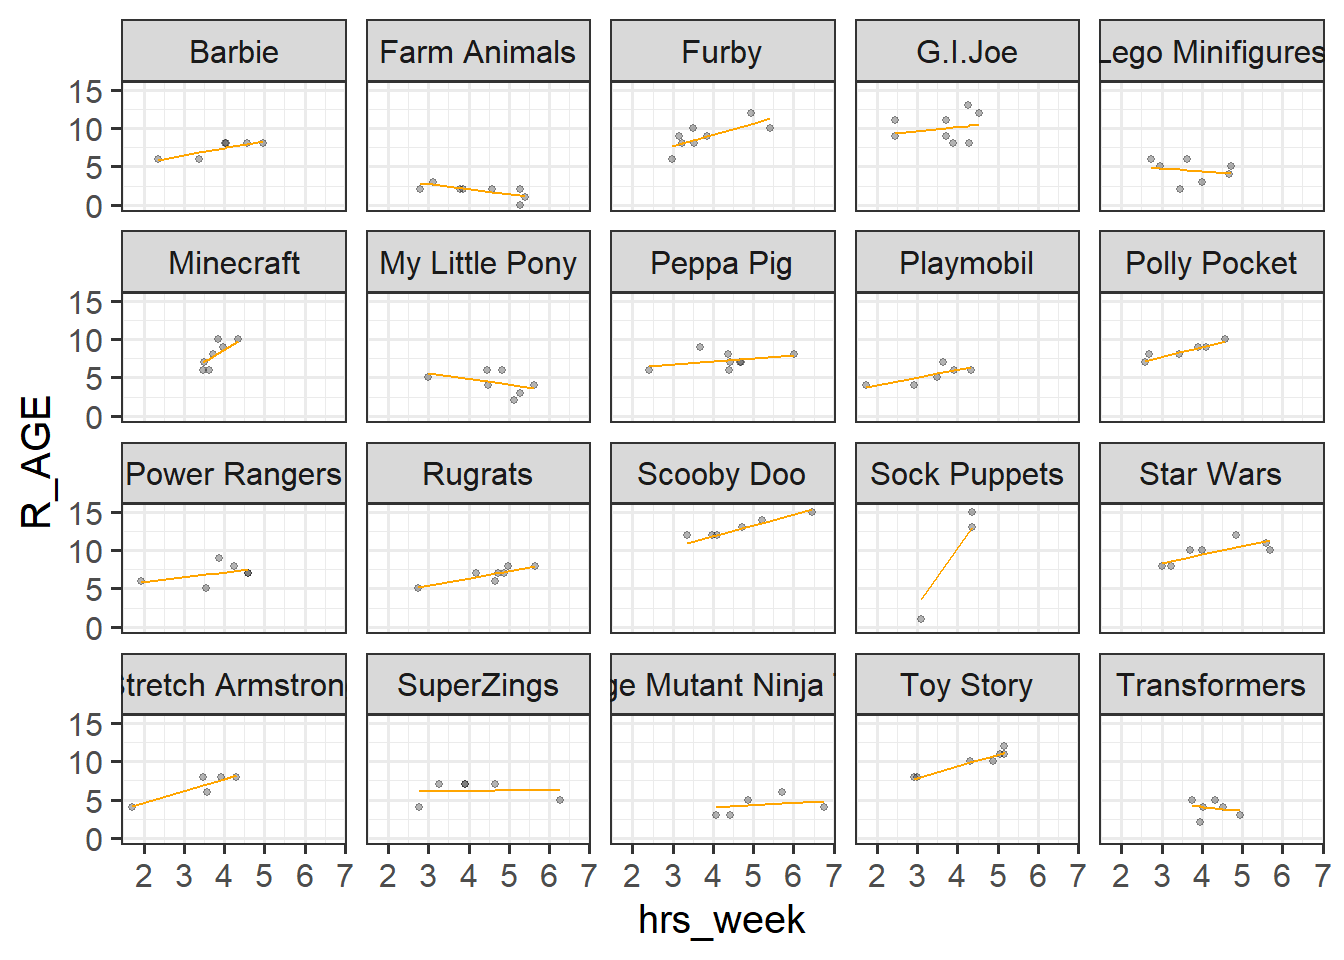 Barbie Farm Animals Furby G.I.Joe Lego Minifigures
15
10
5
0
Minecraft My Little Pony Peppa Pig Playmobil Polly Pocket
15
10
5
0
Power Rangers Rugrats Scooby Doo Sock Puppets Star Wars
15
10
5
0
Stretch Armstron SuperZings ge Mutant Ninja Toy Story Transformers
15
10
5
0
2 3 4 5 6 7 2 3 4 5 6 7 2 3 4 5 6 7 2 3 4 5 6 7 2 3 4 5 6 7
hrs_week
R_AGE